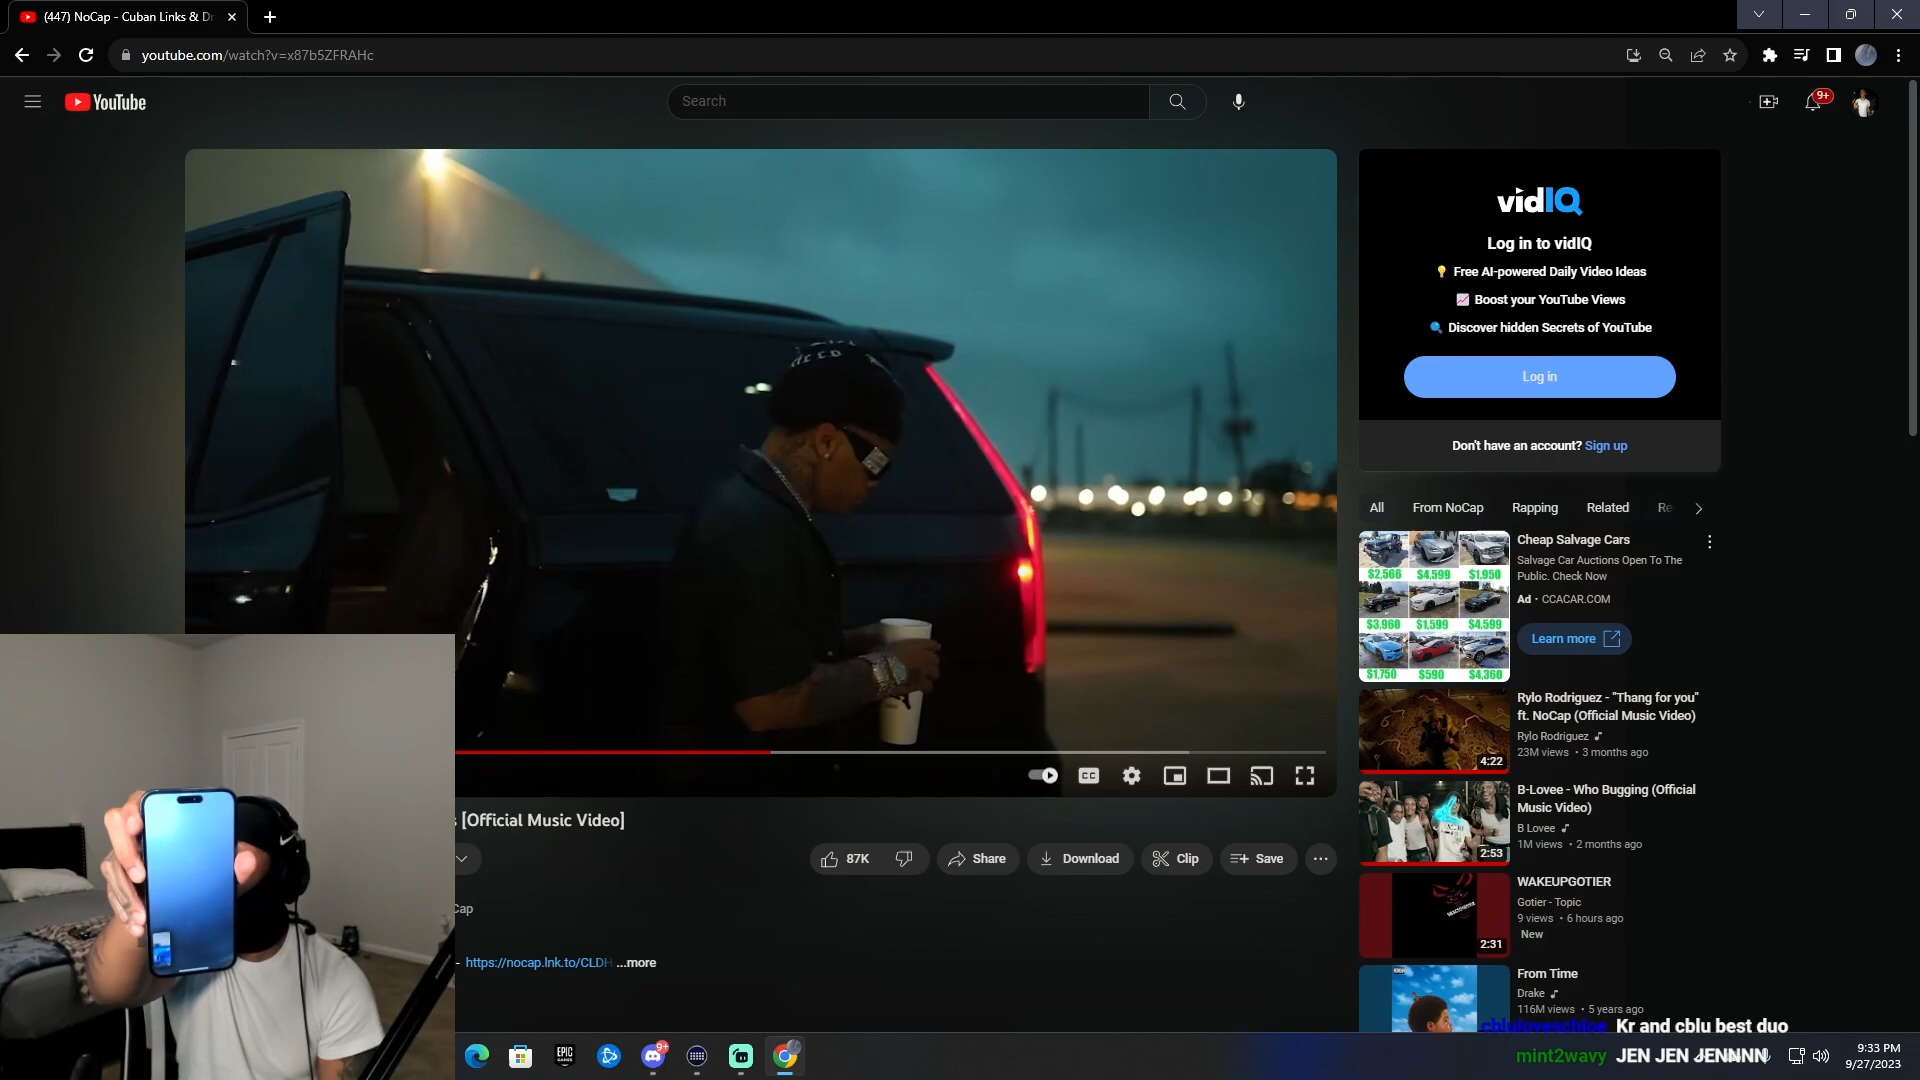 (447) NoCap - Cuban Links & Dr
youtube.com/watch?v=x87b5ZFRAHc
YouTube
Search
9+
vidIQ
Log in to vidIQ
Free AI-powered Daily Video Ideas
Boost your YouTube Views
Discover hidden Secrets of YouTube
Log in
Don't have an account? Sign up
All From NoCap Rapping Related Re
$2,566 $4,599 $1,950
$3,960 $1,599 $4,599
$1,750 $590 $4,360
Cheap Salvage Cars
Salvage Car Auctions Open To The
Public. Check Now
Ad · CCACAR.COM
Learn more
Rylo Rodriguez - "Thang for you"
ft. NoCap (Official Music Video)
Rylo Rodriguez
23M views · 3 months ago
4:22
B-Lovee - Who Bugging (Official
Music Video)
B Lovee
1M views · 2 months ago
2:53
WAKEUPGOTIER
Gotier - Topic
9 views · 6 hours ago
New
2:31
From Time
Drake
116M views · 5 years ago
CC
s [Official Music Video]
87K
Share
Download
Clip
Save
Cap
- https://nocap.lnk.to/CLDH ...more
cbluloveschloe Kr and cblu best duo
mint2wavy JEN JEN JENNNN
EPIC
GAMES
9+
9:33 PM
9/27/2023